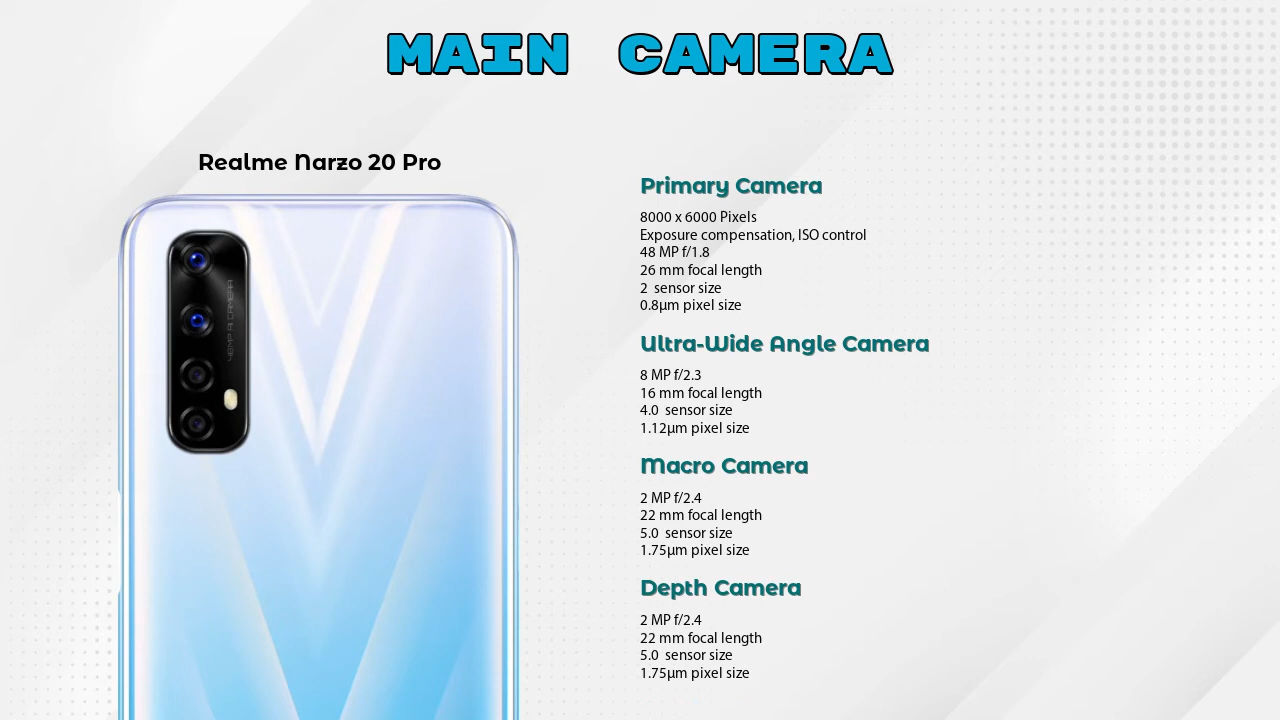 MAIN CAMERA
Realme Narzo 20 Pro
48MP AI CAMERA
Primary Camera
8000 x 6000 Pixels
Exposure compensation, ISO control
48 MP f/1.8
26 mm focal length
2 sensor size
0.8µm pixel size
Ultra-Wide Angle Camera
8 MP f/2.3
16 mm focal length
4.0 sensor size
1.12µm pixel size
Macro Camera
2 MP f/2.4
22 mm focal length
5.0 sensor size
1.75µm pixel size
Depth Camera
2 MP f/2.4
22 mm focal length
5.0 sensor size
1.75µm pixel size